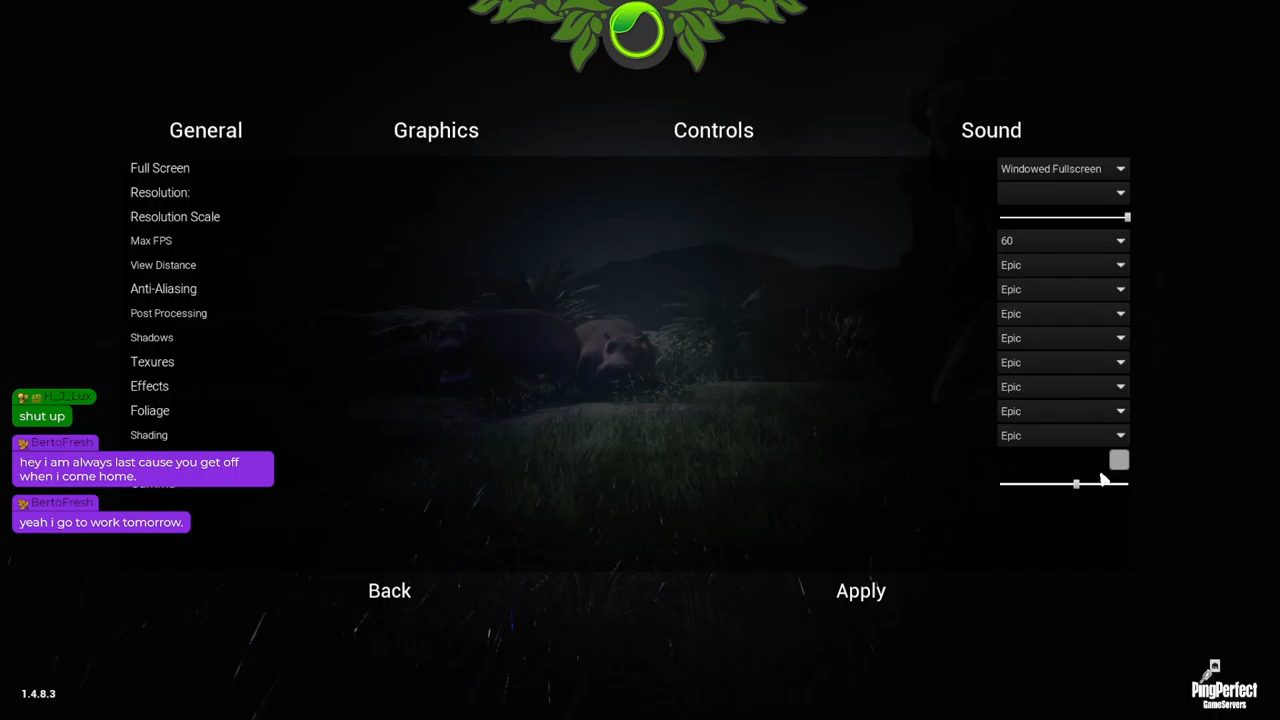 General
Graphics
Controls
Sound
Full Screen
Windowed Fullscreen
Resolution:
Resolution Scale
Max FPS
60
View Distance
Epic
Anti-Aliasing
Epic
Post Processing
Epic
Shadows
Epic
Texures
Epic
Effects
Epic
Foliage
Epic
Shading
Epic
H_J_Lux
shut up
BertoFresh
hey i am always last cause you get off
when i come home.
BertoFresh
yeah i go to work tomorrow.
Back
Apply
1.4.8.3
PingPerfect
GameServers